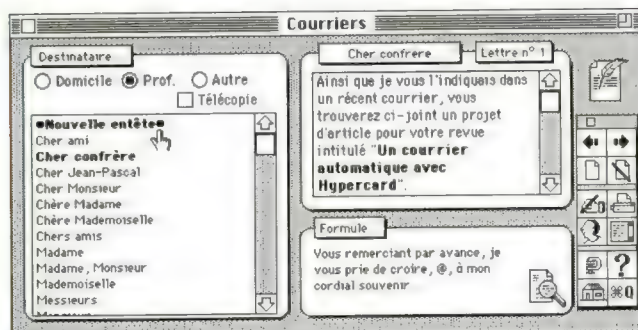 Courriers
Destinataire
Domicile Prof. Autre
Télécopie
▪Nouvelle entête▪
Cher ami
Cher confrère
Cher Jean-Pascal
Cher Monsieur
Chère Madame
Chère Mademoiselle
Chers amis
Madame
Madame, Monsieur
Mademoiselle
Messieurs
Cher confrere
Lettre n° 1
Ainsi que je vous l'indiquais dans
un récent courrier, vous
trouverez ci-joint un projet
d'article pour votre revue
intitulé "Un courrier
automatique avec
Hypercard".
Formule
Vous remerciant par avance, je
vous prie de croire, @, à mon
cordial souvenir
?
⌘Q